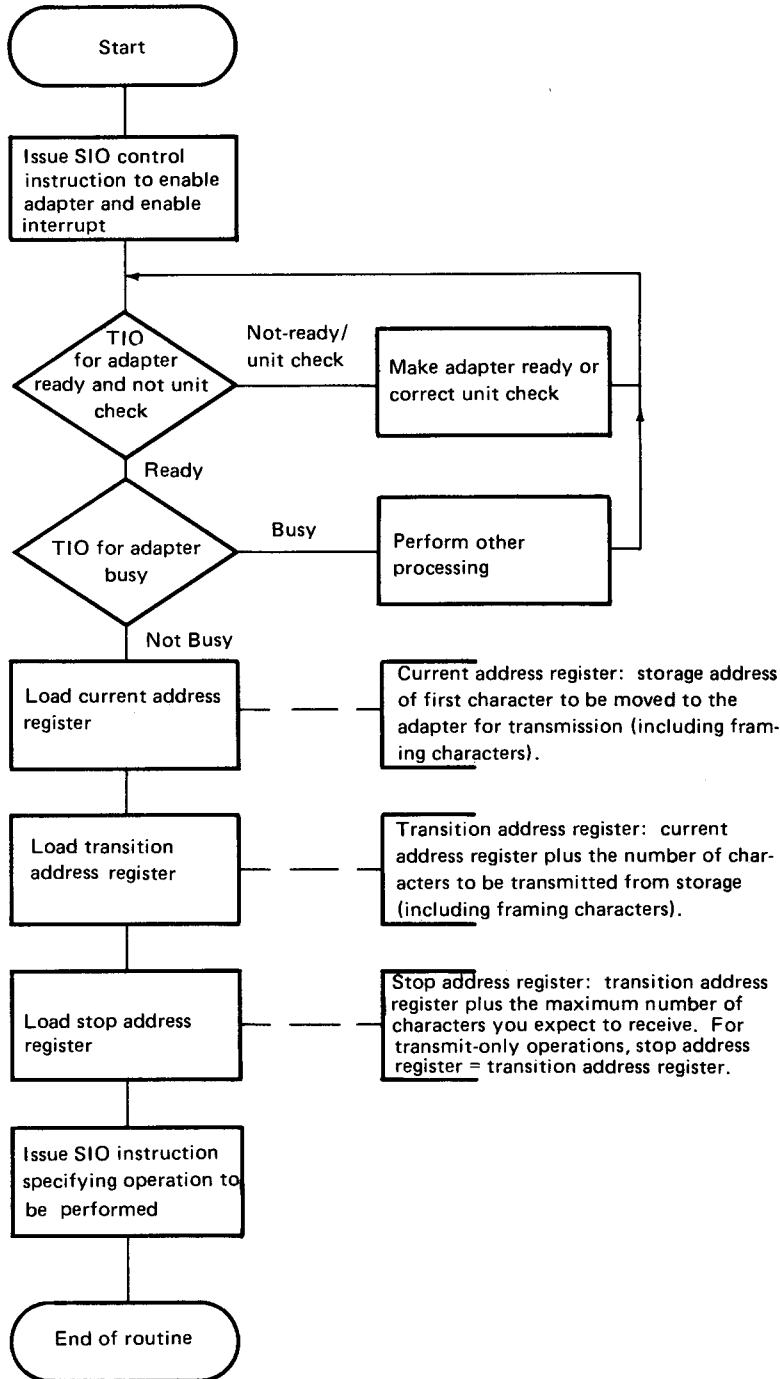 Start
Issue SIO control
instruction to enable
adapter and enable
interrupt
TIO
for adapter
ready and not unit
check
Not-ready/
unit check
Make adapter ready or
correct unit check
Ready
TIO for adapter
busy
Busy
Perform other
processing
Not Busy
Load current address
register
Current address register: storage address
of first character to be moved to the
adapter for transmission (including fram-
ing characters).
Load transition
address register
Transition address register: current
address register plus the number of char-
acters to be transmitted from storage
(including framing characters).
Load stop address
register
Stop address register: transition address
register plus the maximum number of
characters you expect to receive. For
transmit-only operations, stop address
register = transition address register.
Issue SIO instruction
specifying operation to
be performed
End of routine